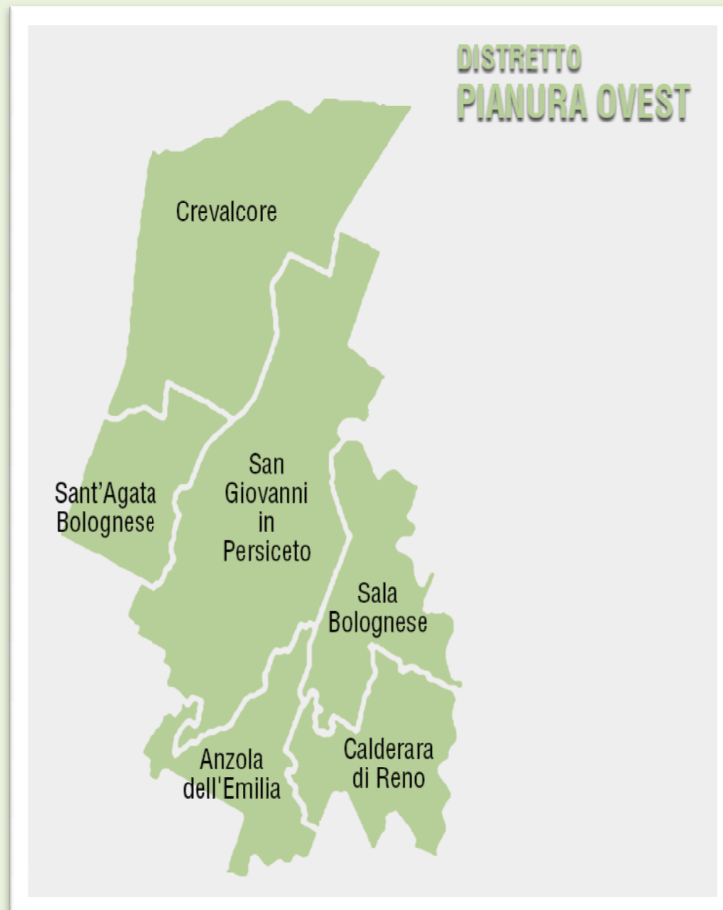 DISTRETTO
PIANURA OVEST
Crevalcore
San
Giovanni
in
Persiceto
Sant'Agata
Bolognese
Sala
Bolognese
Anzola
dell'Emilia
Calderara
di Reno